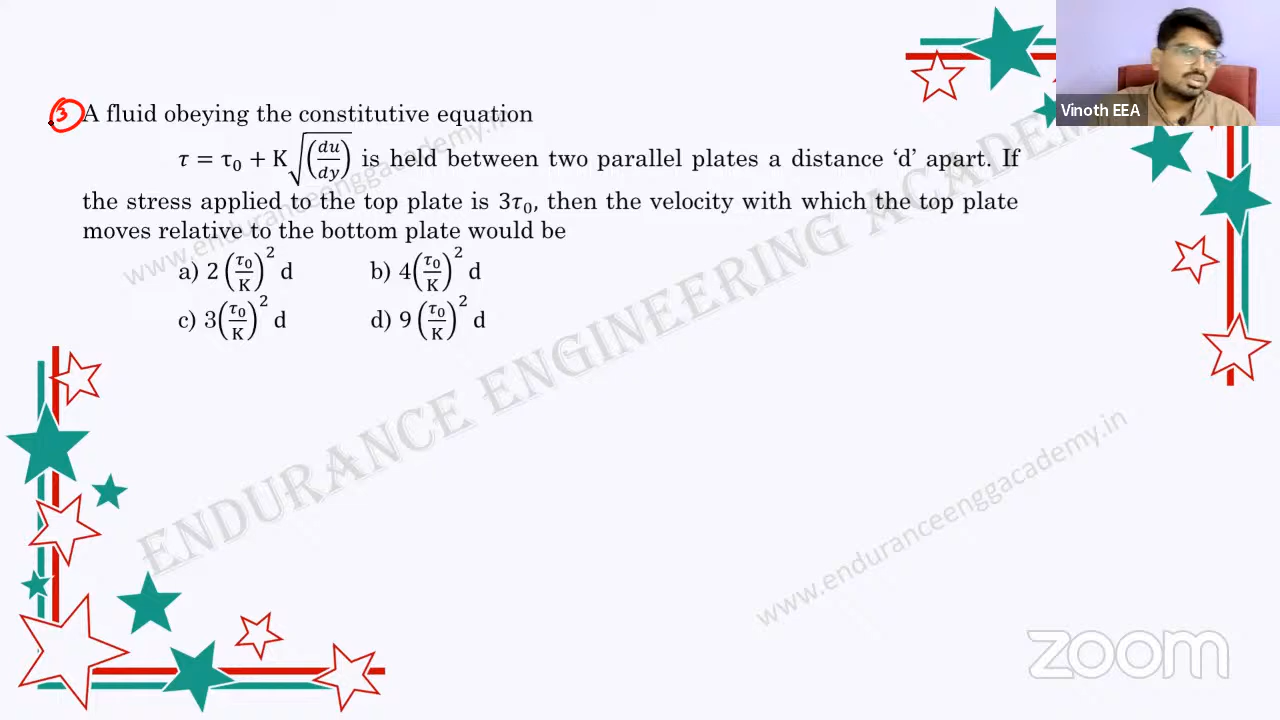 3 A fluid obeying the constitutive equation
τ = τ₀ + K√(du/dy) is held between two parallel plates a distance ‘d’ apart. If
the stress applied to the top plate is 3τ₀, then the velocity with which the top plate
moves relative to the bottom plate would be
a) 2 (τ₀/K)² d b) 4(τ₀/K)² d
c) 3(τ₀/K)² d d) 9 (τ₀/K)² d
Vinoth EEA
www.enduranceenggacademy.in
ENDURANCE ENGINEERING ACADEM
www.enduranceenggacademy.in
zoom